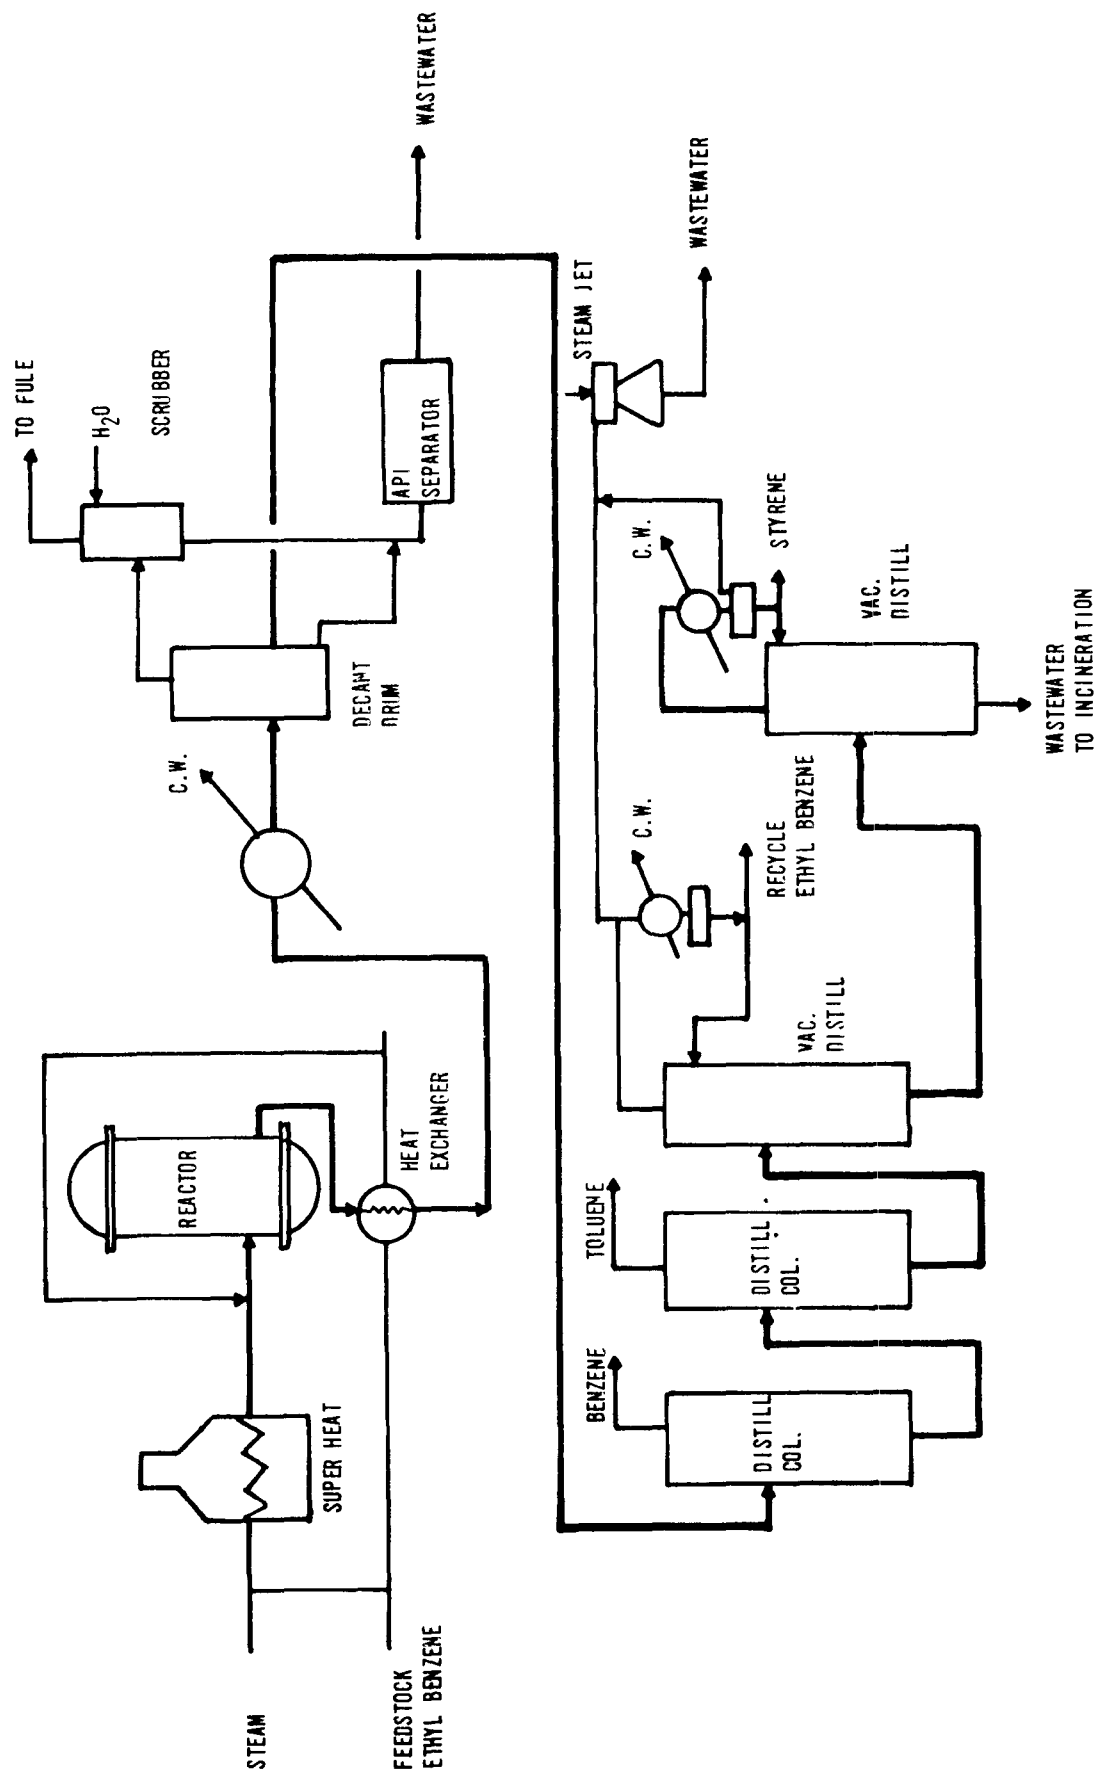 STEAM
FEEDSTOCK
ETHYL BENZENE
SUPER HEAT
REACTOR
HEAT
EXCHANGER
C.W.
DECANT
DRIM
TO FULE
H₂O
SCRUBBER
API
SEPARATOR
WASTEWATER
BENZENE
DISTILL
COL.
TOLUENE
DISTILL
COL.
VAC.
DISTILL
C.W.
RECYCLE
ETHYL BENZENE
C.W.
STYRENE
VAC.
DISTILL
STEAM JET
WASTEWATER
WASTEWATER
TO INCINERATION